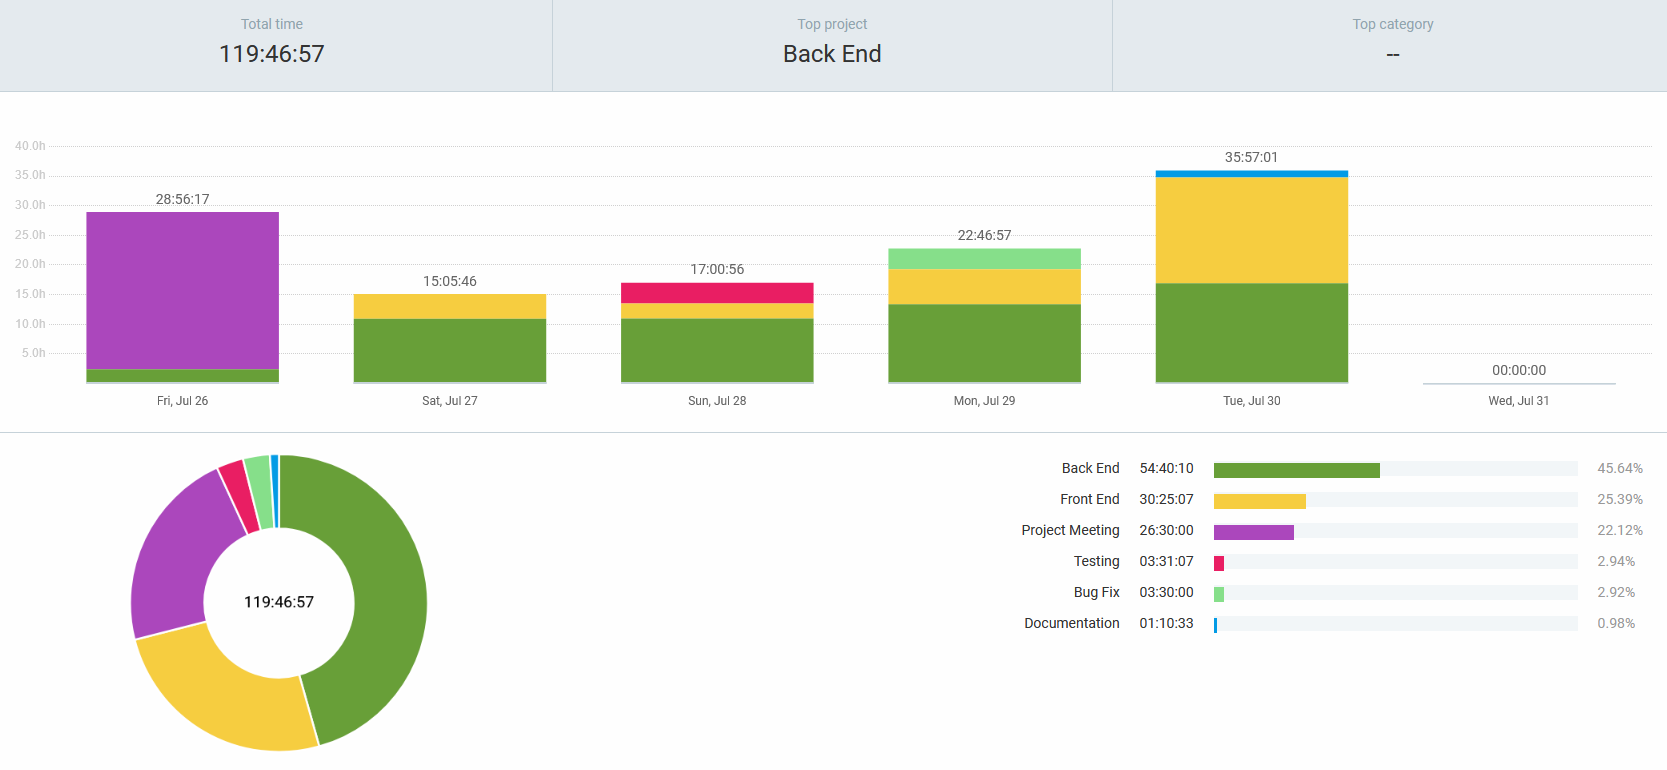 Total time
119:46:57
Top project
Back End
Top category
--
40.0h
35.0h
30.0h
25.0h
20.0h
15.0h
10.0h
5.0h
28:56:17
15:05:46
17:00:56
22:46:57
35:57:01
00:00:00
Fri, Jul 26
Sat, Jul 27
Sun, Jul 28
Mon, Jul 29
Tue, Jul 30
Wed, Jul 31
119:46:57
Back End 54:40:10 45.64%
Front End 30:25:07 25.39%
Project Meeting 26:30:00 22.12%
Testing 03:31:07 2.94%
Bug Fix 03:30:00 2.92%
Documentation 01:10:33 0.98%